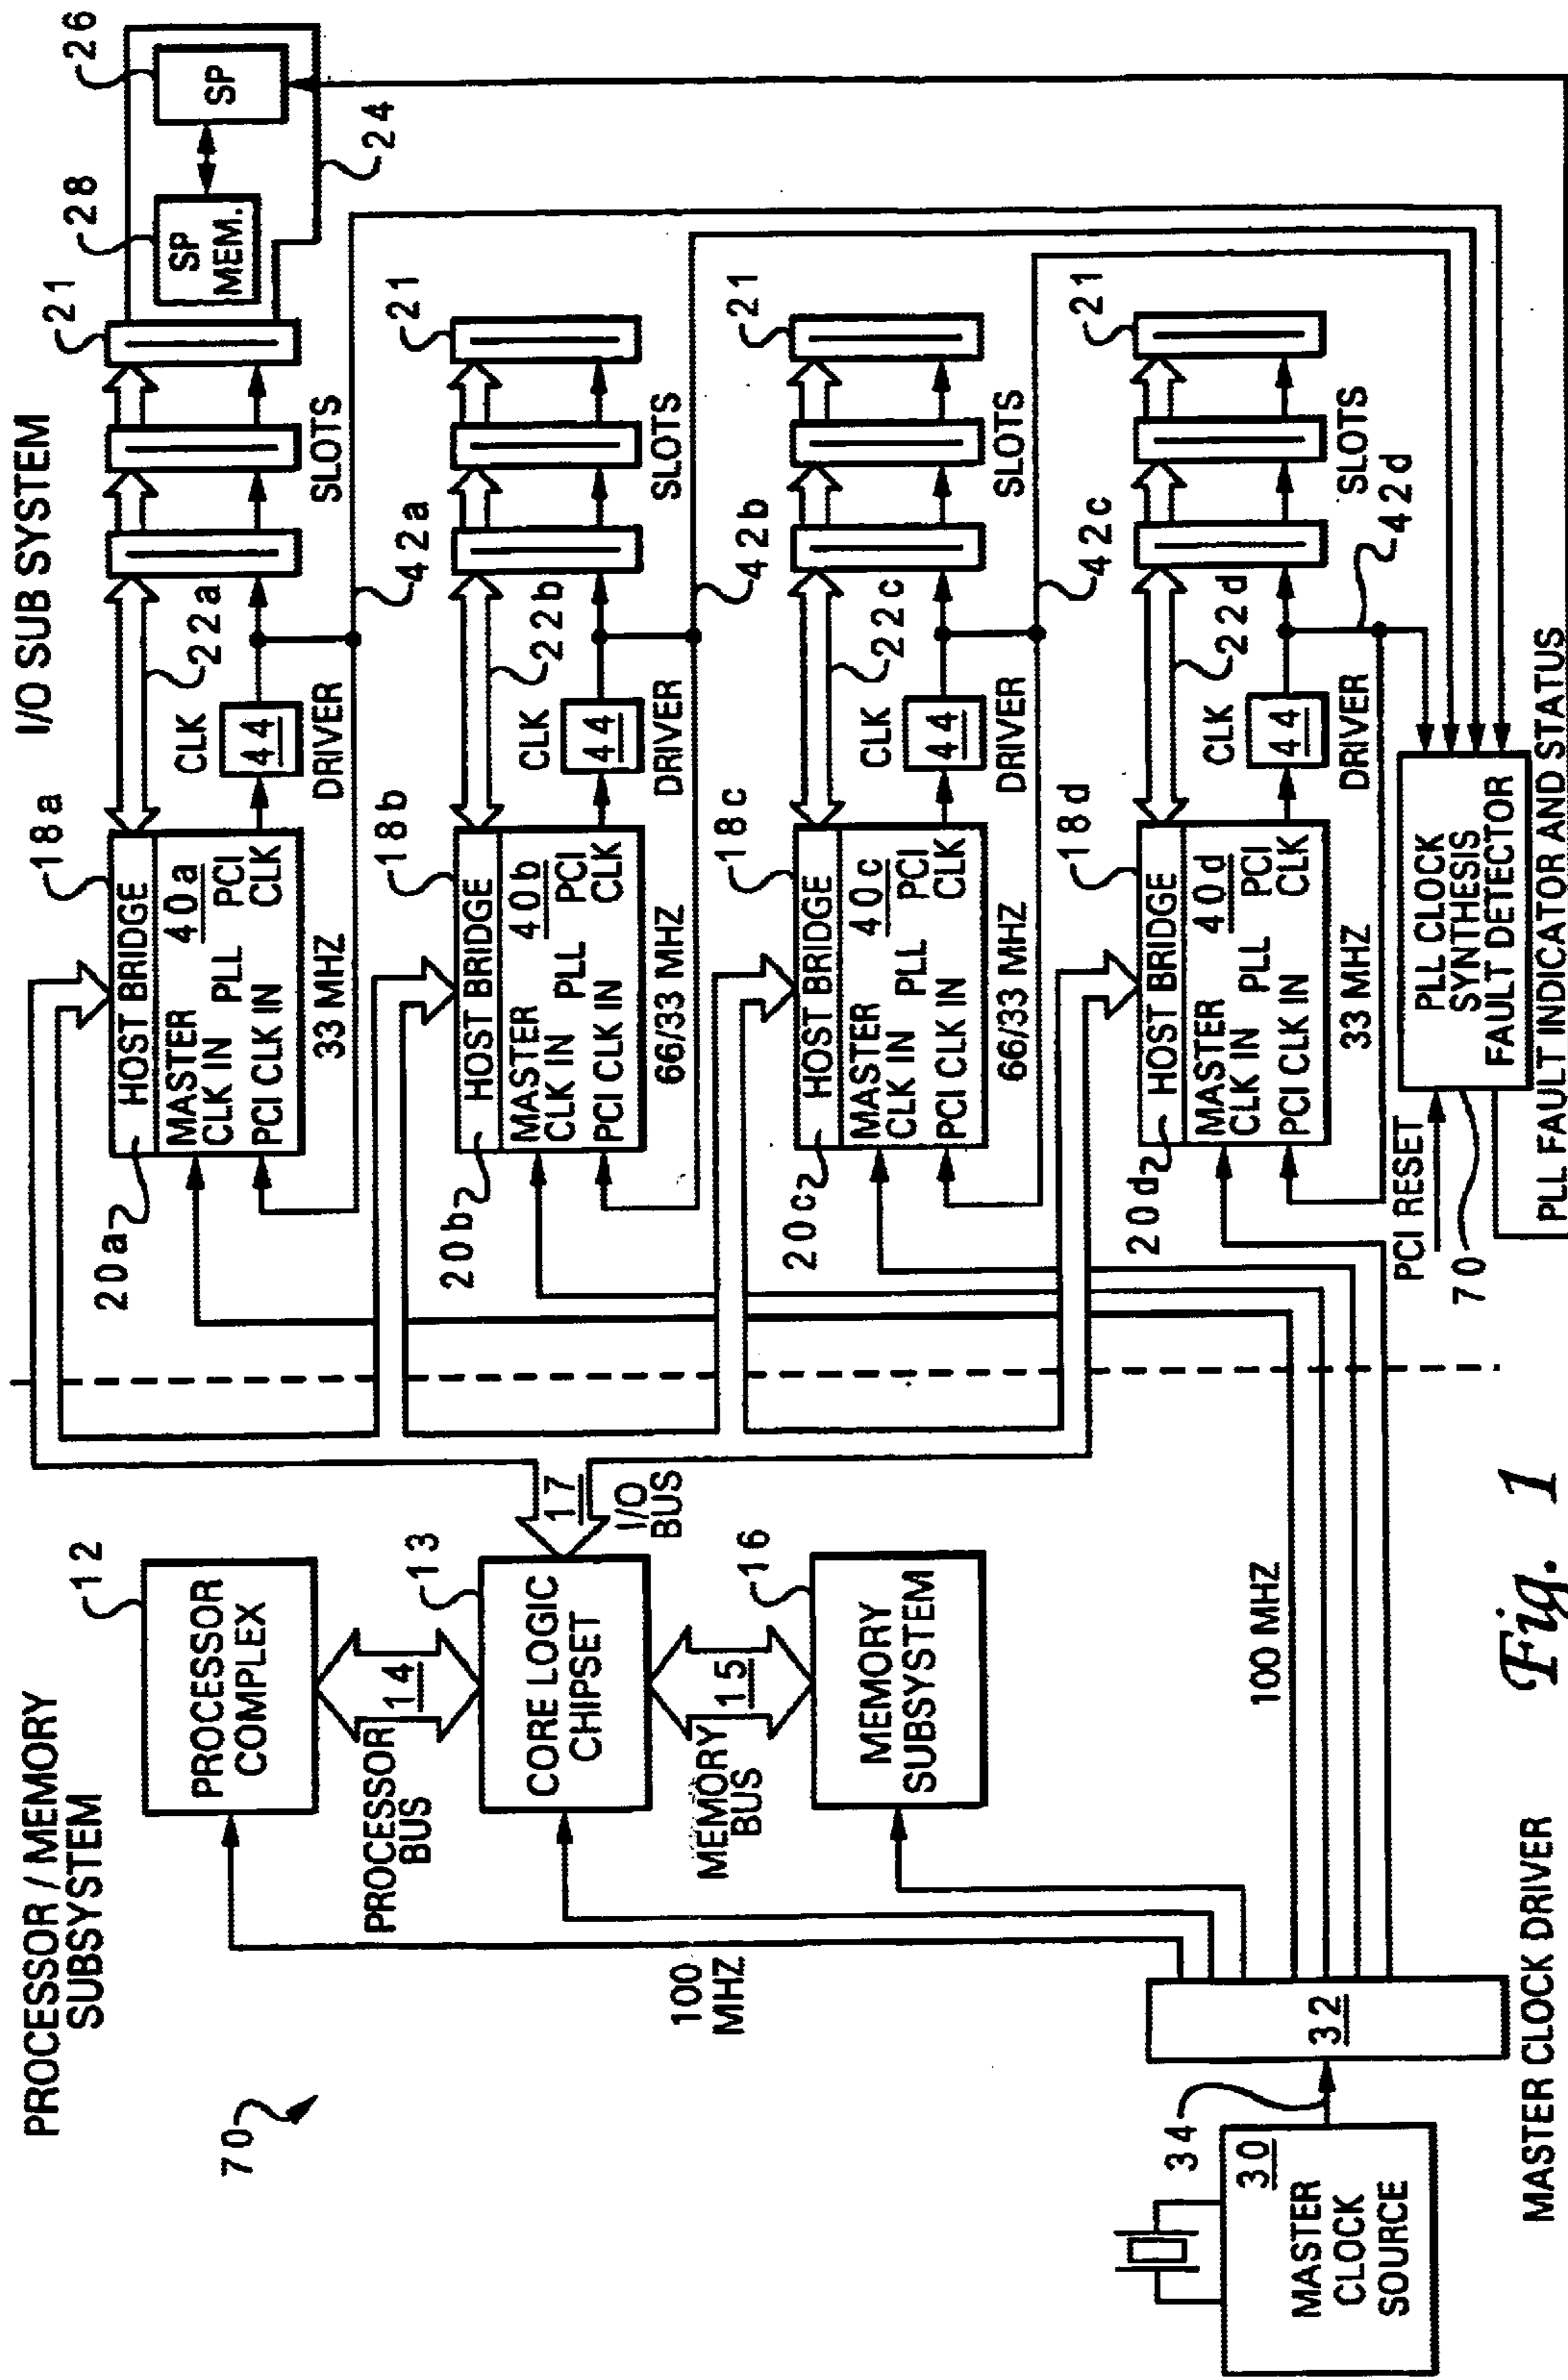 PROCESSOR / MEMORY
SUBSYSTEM
70
12
PROCESSOR
COMPLEX
14
PROCESSOR
BUS
13
CORE LOGIC
CHIPSET
17
I/O
BUS
15
MEMORY
BUS
16
MEMORY
SUBSYSTEM
100
MHZ
100 MHZ
34
30
MASTER
CLOCK
SOURCE
32
MASTER CLOCK DRIVER
I/O SUB SYSTEM
18a
20a
HOST BRIDGE
MASTER 40a
CLK IN PLL PCI
PCI CLK IN CLK
33 MHZ
22a
CLK
44
DRIVER
SLOTS
21
42a
28
SP
MEM.
26
SP
24
18b
20b
HOST BRIDGE
MASTER 40b
CLK IN PLL PCI
PCI CLK IN CLK
66/33 MHZ
22b
CLK
44
DRIVER
SLOTS
21
42b
18c
20c
HOST BRIDGE
MASTER 40c
CLK IN PLL PCI
PCI CLK IN CLK
66/33 MHZ
22c
CLK
44
DRIVER
SLOTS
21
42c
18d
20d
HOST BRIDGE
MASTER 40d
CLK IN PLL PCI
PCI CLK IN CLK
33 MHZ
22d
CLK
44
DRIVER
SLOTS
21
42d
PCI RESET
70
PLL CLOCK
SYNTHESIS
FAULT DETECTOR
PLL FAULT INDICATOR AND STATUS
Fig. 1